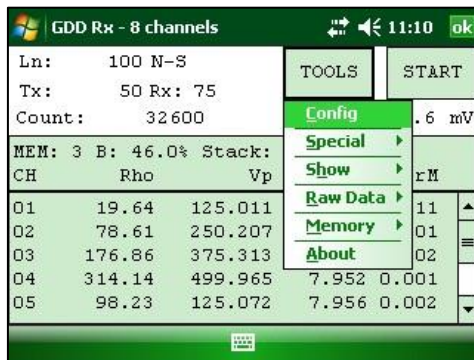 GDD Rx - 8 channels 11:10 ok
Ln: 100 N-S TOOLS START
Tx: 50 Rx: 75
Count: 32600 .6 mV
Config
Special
Show
Raw Data
Memory
About
MEM: 3 B: 46.0% Stack:
CH Rho Vp rM
01 19.64 125.011 11
02 78.61 250.207 01
03 176.86 375.313 02
04 314.14 499.965 7.952 0.001
05 98.23 125.072 7.956 0.002